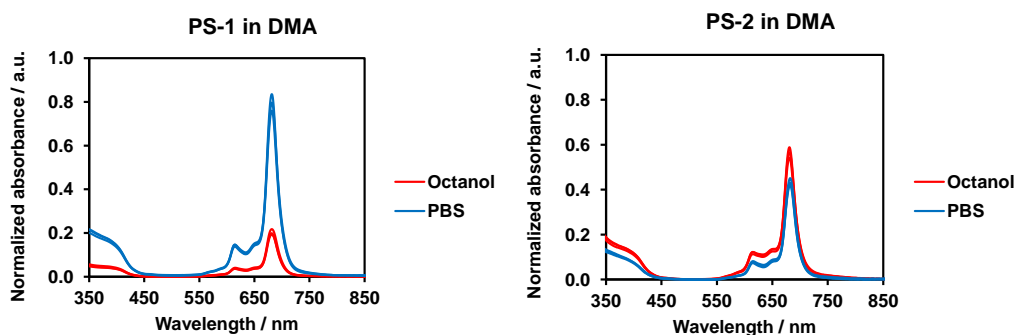 PS-1 in DMA
Normalized absorbance / a.u.
1.0
0.8
0.6
0.4
0.2
0.0
350 450 550 650 750 850
Wavelength / nm
Octanol
PBS
PS-2 in DMA
Normalized absorbance / a.u.
1.0
0.8
0.6
0.4
0.2
0.0
350 450 550 650 750 850
Wavelength / nm
Octanol
PBS